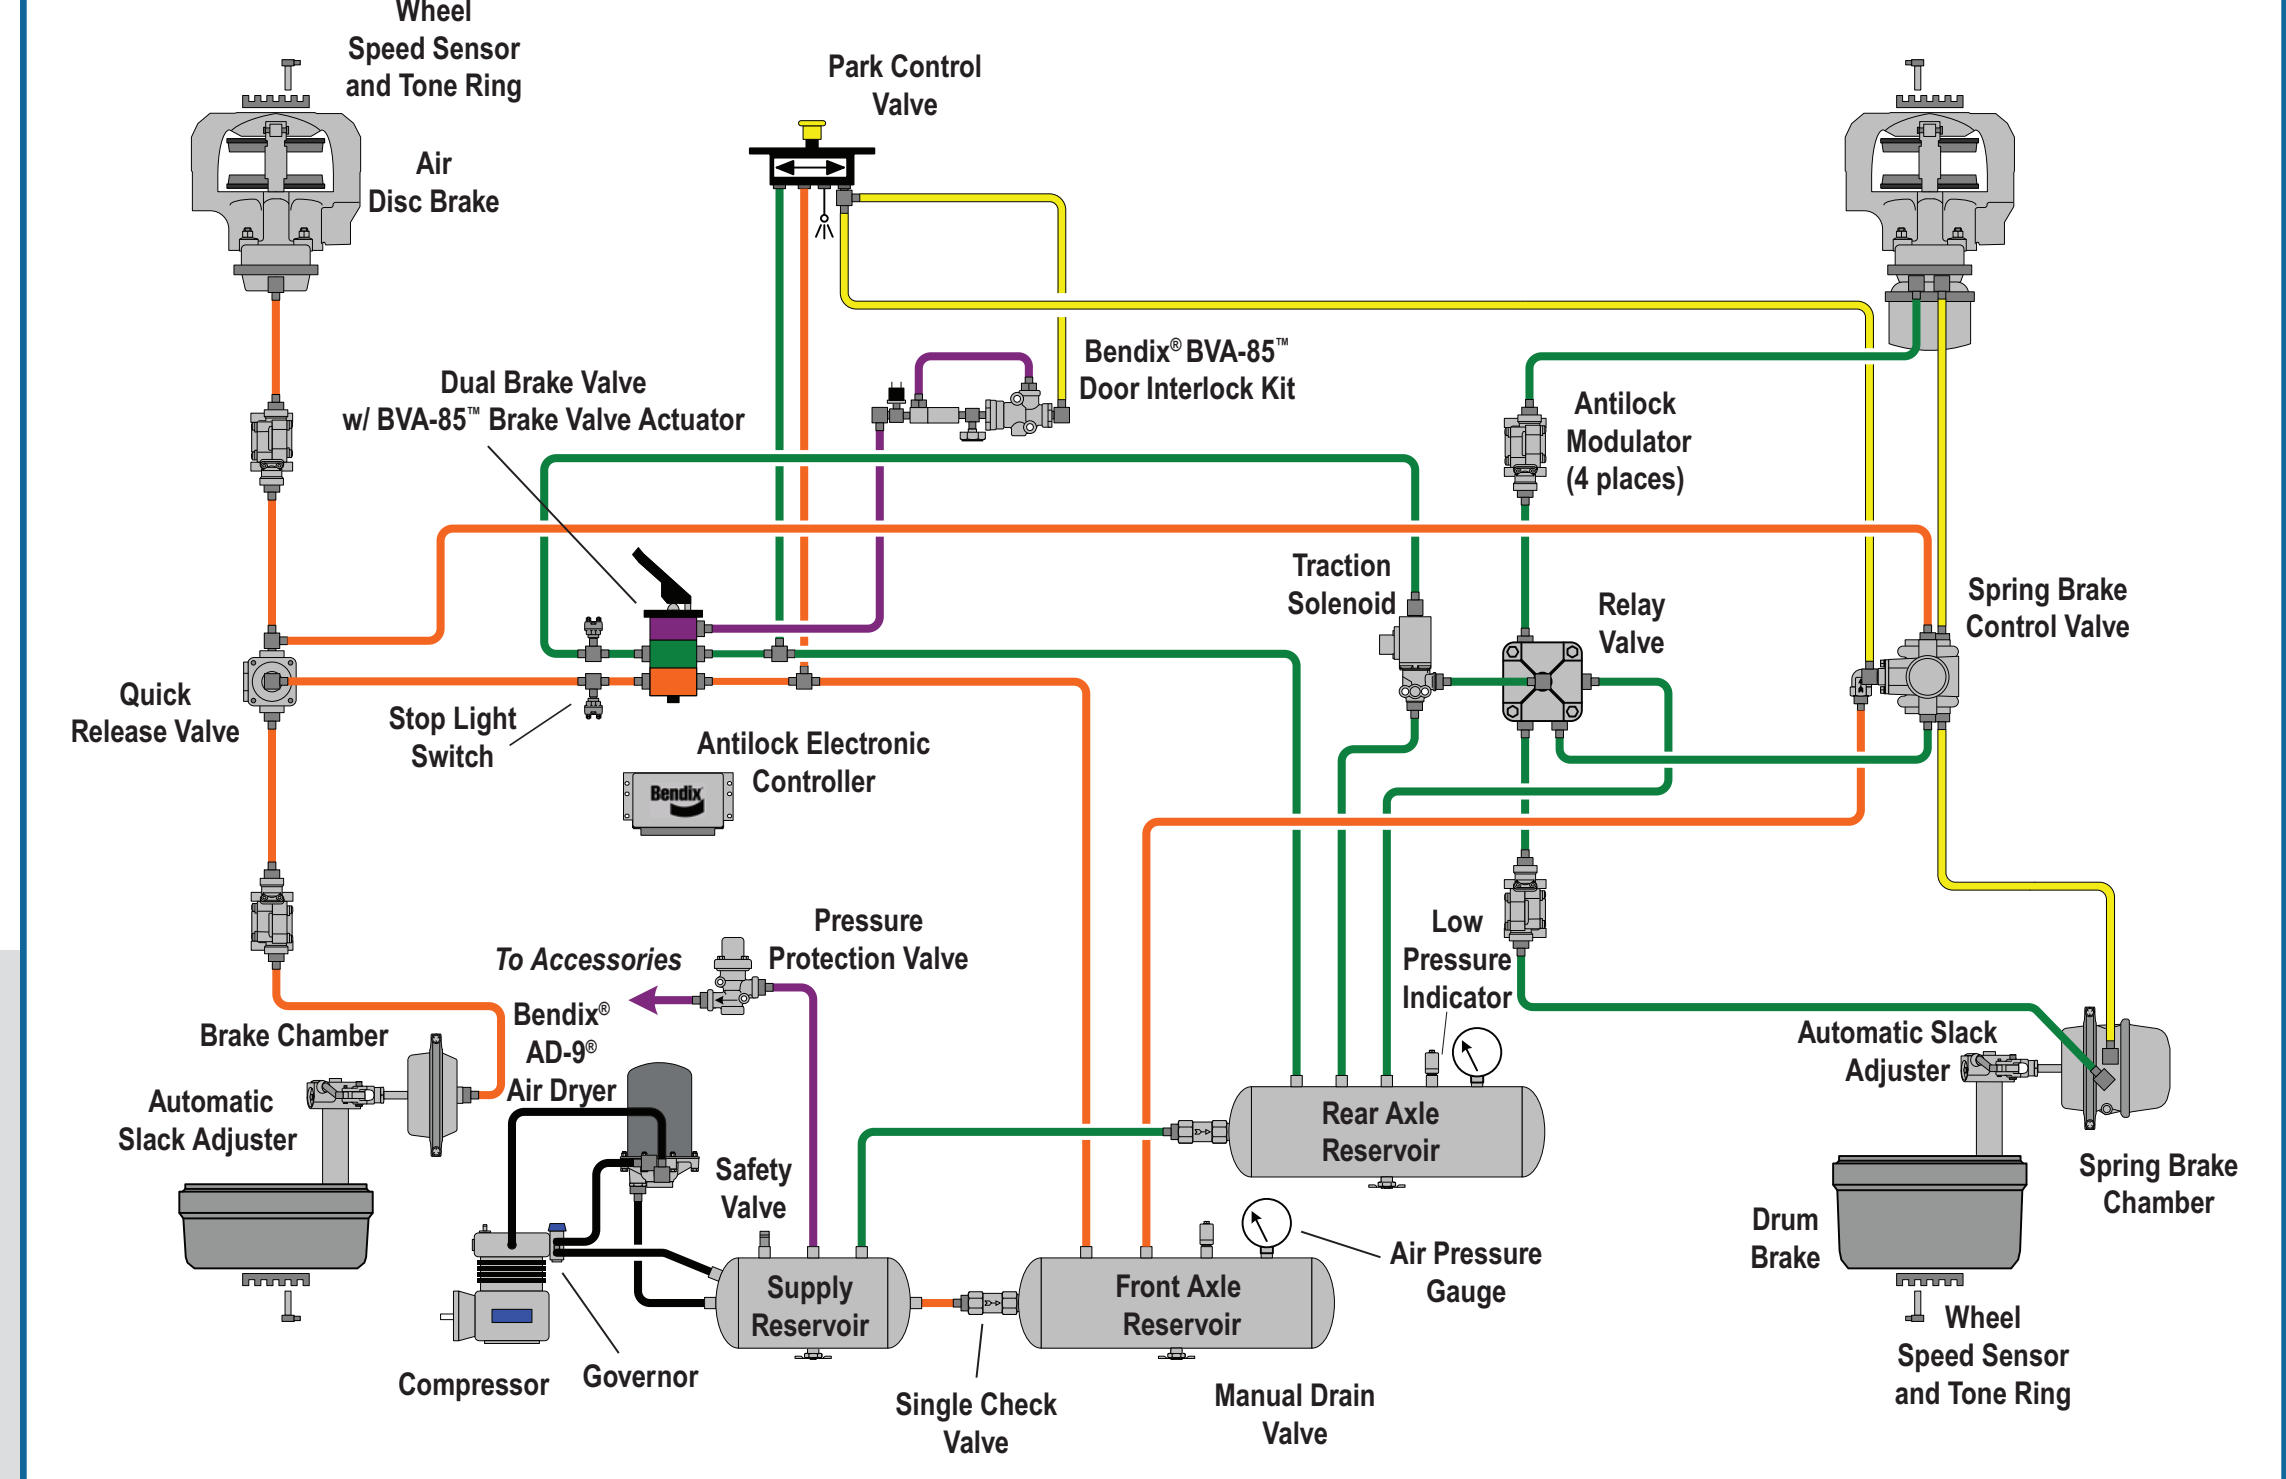 Wheel
Speed Sensor
and Tone Ring
Air
Disc Brake
Park Control
Valve
Bendix® BVA-85™
Door Interlock Kit
Dual Brake Valve
w/ BVA-85™ Brake Valve Actuator
Antilock
Modulator
(4 places)
Traction
Solenoid
Relay
Valve
Spring Brake
Control Valve
Quick
Release Valve
Stop Light
Switch
Antilock Electronic
Controller
Bendix
Pressure
Protection Valve
To Accessories
Low
Pressure
Indicator
Bendix®
AD-9®
Air Dryer
Brake Chamber
Automatic
Slack Adjuster
Automatic Slack
Adjuster
Rear Axle
Reservoir
Safety
Valve
Spring Brake
Chamber
Drum
Brake
Air Pressure
Gauge
Supply
Reservoir
Front Axle
Reservoir
Wheel
Speed Sensor
and Tone Ring
Compressor
Governor
Single Check
Valve
Manual Drain
Valve